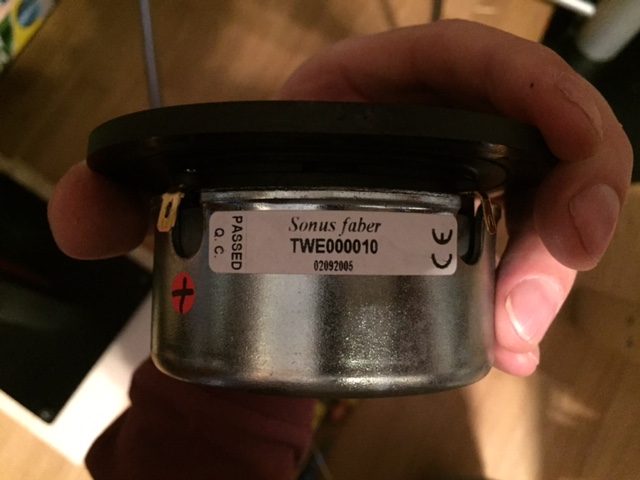 PASSED
Q.C.
Sonus faber
TWE000010
02092005
CE
+